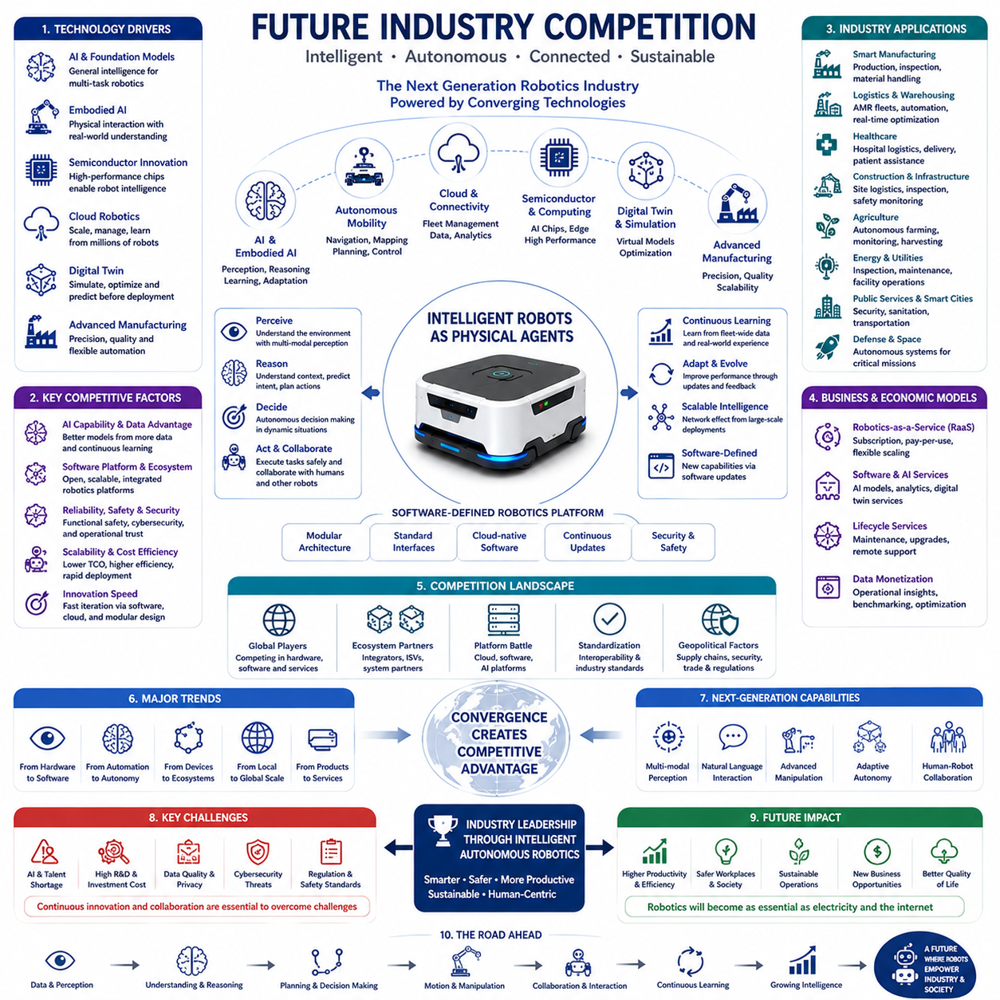 FUTURE INDUSTRY COMPETITION
Intelligent • Autonomous • Connected • Sustainable
The Next Generation Robotics Industry
Powered by Converging Technologies
1. TECHNOLOGY DRIVERS
AI & Foundation Models
General intelligence for
multi-task robotics
Embodied AI
Physical interaction with
real-world understanding
Semiconductor Innovation
High-performance chips
enable robot intelligence
Cloud Robotics
Scale, manage, learn
from millions of robots
Digital Twin
Simulate, optimize and
predict before deployment
Advanced Manufacturing
Precision, quality and
flexible automation
2. KEY COMPETITIVE FACTORS
AI Capability & Data Advantage
Better models from more data
and continuous learning
Software Platform & Ecosystem
Open, scalable, integrated
robotics platforms
Reliability, Safety & Security
Functional safety, cybersecurity,
and operational trust
Scalability & Cost Efficiency
Lower TCO, higher efficiency,
rapid deployment
Innovation Speed
Fast iteration via software,
cloud, and modular design
AI &
Embodied AI
Perception, Reasoning
Learning, Adaptation
Autonomous
Mobility
Navigation, Mapping
Planning, Control
Cloud &
Connectivity
Fleet Management
Data, Analytics
Semiconductor
& Computing
AI Chips, Edge
High Performance
Digital Twin
& Simulation
Virtual Models
Optimization
Advanced
Manufacturing
Precision, Quality
Scalability
Perceive
Understand the environment
with multi-modal perception
Reason
Understand context, predict
intent, plan actions
Decide
Autonomous decision making
in dynamic situations
Act & Collaborate
Execute tasks safely and
collaborate with humans
and other robots
INTELLIGENT ROBOTS
AS PHYSICAL AGENTS
Continuous Learning
Learn from fleet-wide data
and real-world experience
Adapt & Evolve
Improve performance through
updates and feedback
Scalable Intelligence
Network effect from large-scale
deployments
Software-Defined
New capabilities via
software updates
SOFTWARE-DEFINED ROBOTICS PLATFORM
Modular
Architecture
Standard
Interfaces
Cloud-native
Software
Continuous
Updates
Security &
Safety
3. INDUSTRY APPLICATIONS
Smart Manufacturing
Production, inspection,
material handling
Logistics & Warehousing
AMR fleets, automation,
real-time optimization
Healthcare
Hospital logistics, delivery,
patient assistance
Construction & Infrastructure
Site logistics, inspection,
safety monitoring
Agriculture
Autonomous farming,
monitoring, harvesting
Energy & Utilities
Inspection, maintenance,
facility operations
Public Services & Smart Cities
Security, sanitation,
transportation
Defense & Space
Autonomous systems for
critical missions
4. BUSINESS & ECONOMIC MODELS
Robotics-as-a-Service (RaaS)
Subscription, pay-per-use,
flexible scaling
Software & AI Services
AI models, analytics, digital
twin services
Lifecycle Services
Maintenance, upgrades,
remote support
Data Monetization
Operational insights,
benchmarking, optimization
5. COMPETITION LANDSCAPE
Global Players
Competing in hardware,
software and services
Ecosystem Partners
Integrators, ISVs,
system partners
Platform Battle
Cloud, software,
AI platforms
Standardization
Interoperability &
industry standards
Geopolitical Factors
Supply chains, security,
trade & regulations
6. MAJOR TRENDS
From Hardware
to Software
From Automation
to Autonomy
From Devices
to Ecosystems
From Local
to Global Scale
From Products
to Services
CONVERGENCE
CREATES
COMPETITIVE
ADVANTAGE
7. NEXT-GENERATION CAPABILITIES
Multi-modal
Perception
Natural Language
Interaction
Advanced
Manipulation
Adaptive
Autonomy
Human-Robot
Collaboration
8. KEY CHALLENGES
AI & Talent
Shortage
High R&D &
Investment Cost
Data Quality &
Privacy
Cybersecurity
Threats
Regulation &
Safety Standards
Continuous innovation and collaboration are essential to overcome challenges
INDUSTRY LEADERSHIP
THROUGH INTELLIGENT
AUTONOMOUS ROBOTICS
Smarter • Safer • More Productive
Sustainable • Human-Centric
9. FUTURE IMPACT
Higher Productivity
& Efficiency
Safer Workplaces
& Society
Sustainable
Operations
New Business
Opportunities
Better Quality
of Life
Robotics will become as essential as electricity and the internet
10. THE ROAD AHEAD
Data & Perception
Understanding & Reasoning
Planning & Decision Making
Motion & Manipulation
Collaboration & Interaction
Continuous Learning
Growing Intelligence
A FUTURE
WHERE ROBOTS
EMPOWER
INDUSTRY &
SOCIETY